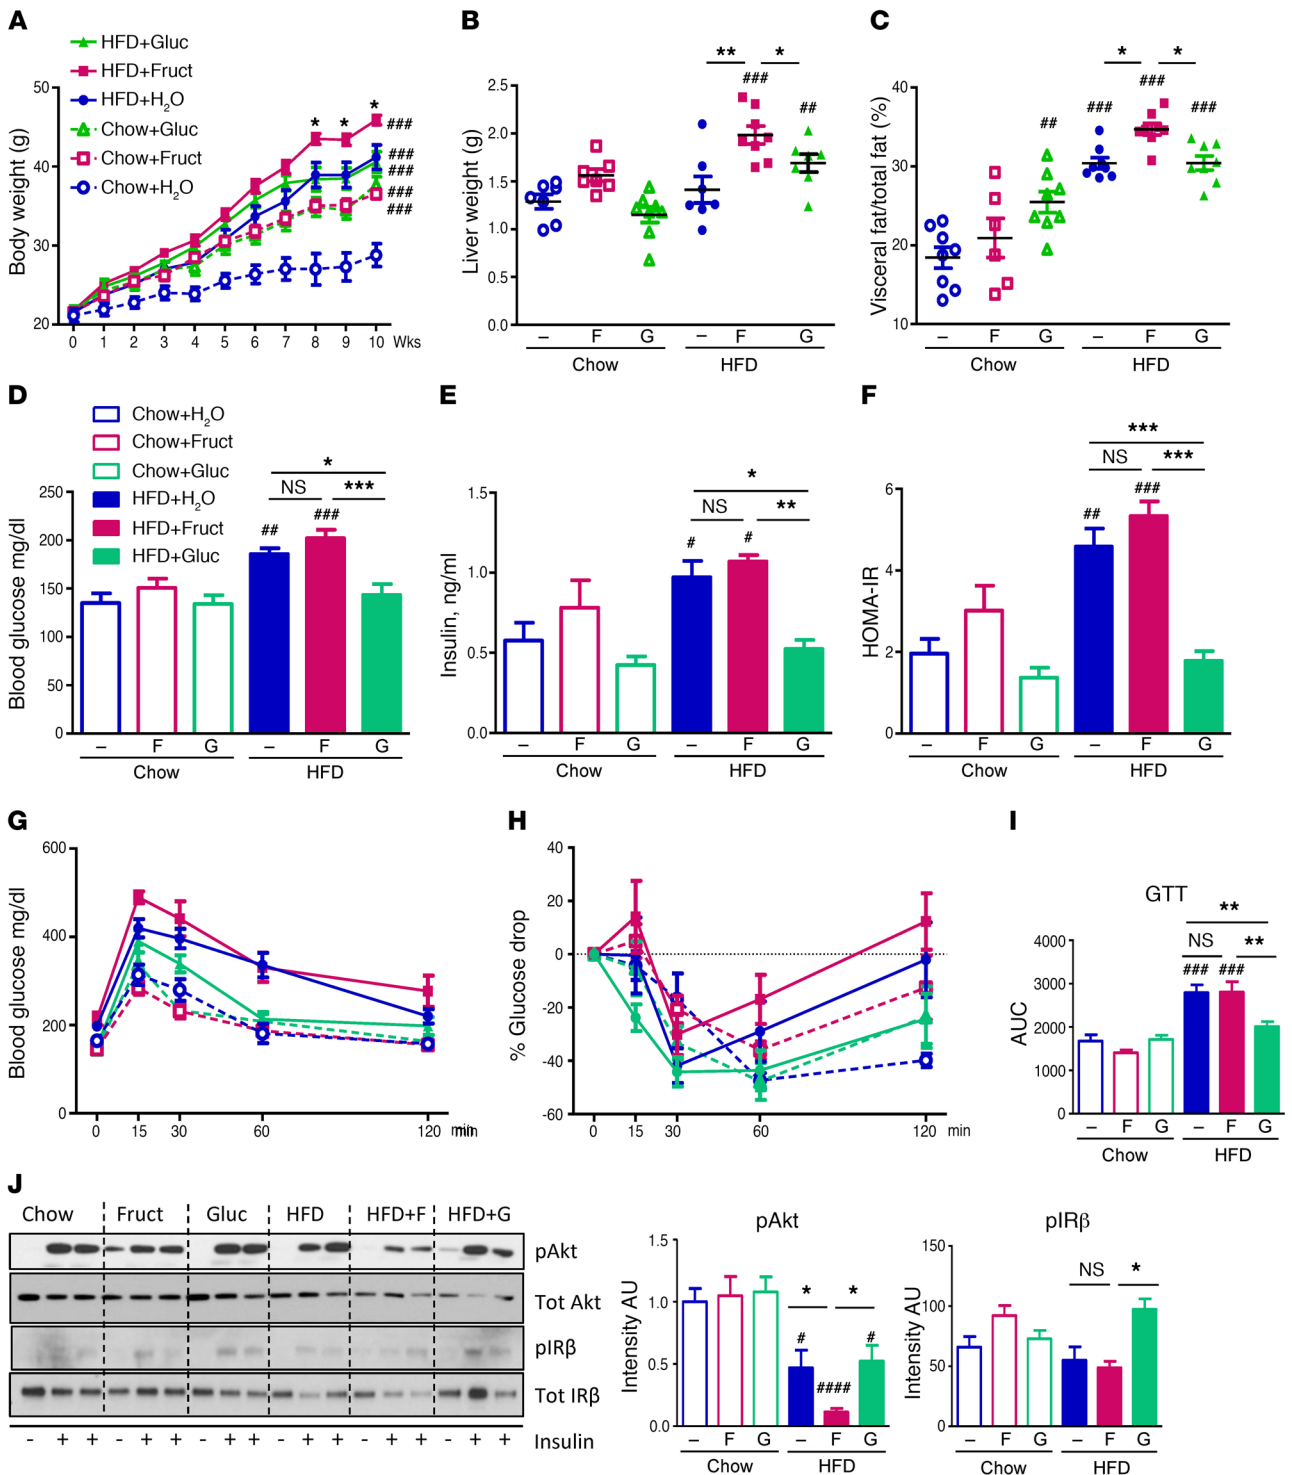 A
HFD+Gluc
HFD+Fruct
HFD+H2O
Chow+Gluc
Chow+Fruct
Chow+H2O
Body weight (g)
50
40
30
20
* * *
###
###
###
###
###
0 1 2 3 4 5 6 7 8 9 10 Wks
B
** *
###
##
Liver weight (g)
2.5
2.0
1.5
1.0
0.5
0.0
– F G – F G
Chow HFD
C
* *
###
### ###
##
Visceral fat/total fat (%)
40
30
20
10
– F G – F G
Chow HFD
D
Chow+H2O
Chow+Fruct
Chow+Gluc
HFD+H2O
HFD+Fruct
HFD+Gluc
Blood glucose mg/dl
250
200
150
100
50
0
*
NS ***
## ###
– F G – F G
Chow HFD
E
Insulin, ng/ml
1.5
1.0
0.5
0.0
*
NS **
# #
– F G – F G
Chow HFD
F
HOMA-IR
6
4
2
0
***
NS ***
## ###
– F G – F G
Chow HFD
G
Blood glucose mg/dl
600
400
200
0
0 15 30 60 120 min
H
% Glucose drop
40
20
0
-20
-40
-60
0 15 30 60 120 min
I
GTT
AUC
4000
3000
2000
1000
0
**
NS **
### ###
– F G – F G
Chow HFD
J
Chow Fruct Gluc HFD HFD+F HFD+G
pAkt
Tot Akt
pIRβ
Tot IRβ
- + + - + + - + + - + + - + + - + + Insulin
pAkt
Intensity AU
1.5
1.0
0.5
0.0
* *
# #### #
– F G – F G
Chow HFD
pIRβ
Intensity AU
150
100
50
0
NS *
– F G – F G
Chow HFD